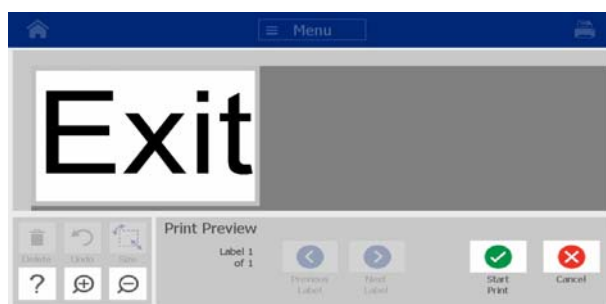 Menu
Exit
Print Preview
Label 1
of 1
Delete
Undo
Size
?
Previous
Label
Next
Label
Start
Print
Cancel